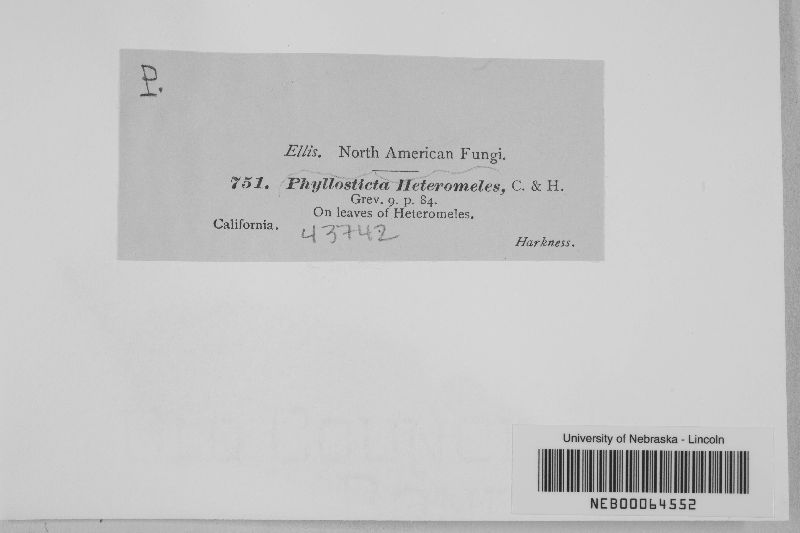 P.
Ellis. North American Fungi.
751. Phyllosticta Heteromeles, C. & H.
Grev. 9. p. 84.
On leaves of Heteromeles.
California.
43742
Harkness.
University of Nebraska - Lincoln
NEB00064552